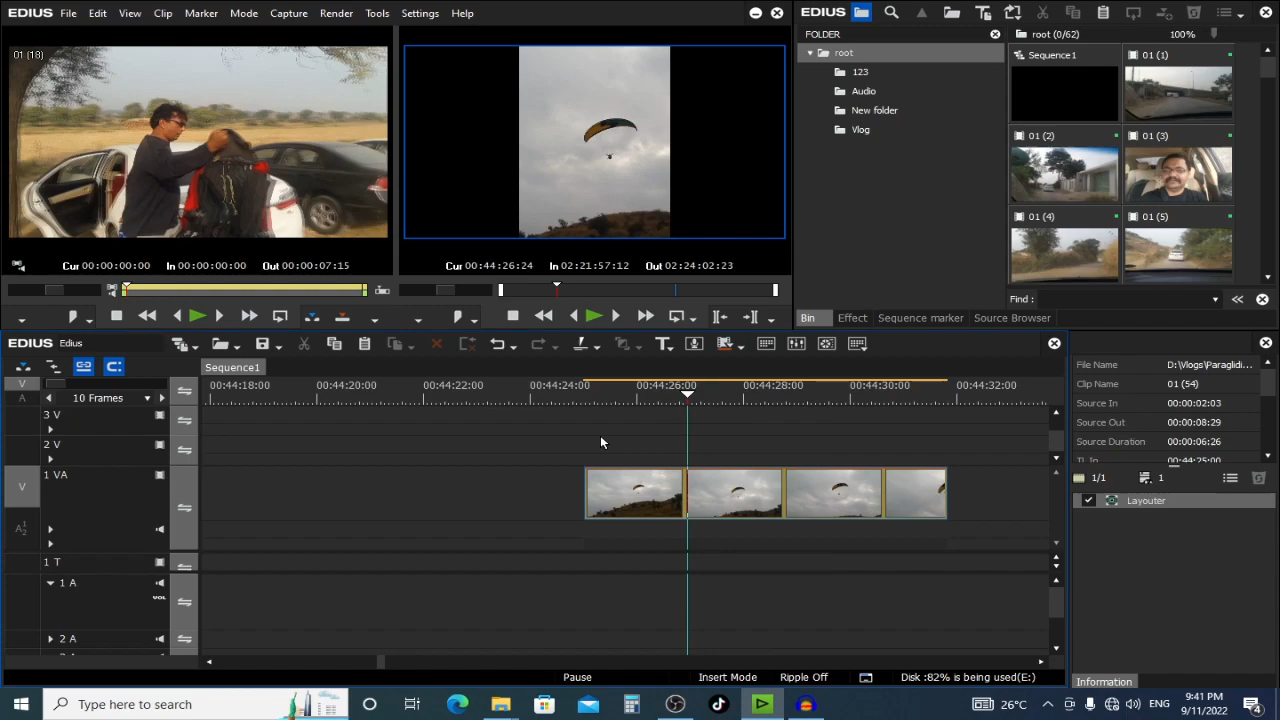 EDIUS File Edit View Clip Marker Mode Capture Render Tools Settings Help
01 (18)
Cur 00:00:00:00 In 00:00:00:00 Out 00:00:07:15
Cur 00:44:26:24 In 02:21:57:12 Out 02:24:02:23
EDIUS
FOLDER
root
123
Audio
New folder
Vlog
root (0/62) 100%
Sequence1 01 (1)
01 (2) 01 (3)
01 (4) 01 (5)
Find :
Bin Effect Sequence marker Source Browser
EDIUS Edius
Sequence1
V
A
10 Frames
00:44:18:00 00:44:20:00 00:44:22:00 00:44:24:00 00:44:26:00 00:44:28:00 00:44:30:00 00:44:32:00
3 V
2 V
V 1 VA
A1/2
1 T
1 A
VOL
2 A
File Name D:\Vlogs\Paraglidi...
Clip Name 01 (54)
Source In 00:00:02:03
Source Out 00:00:08:29
Source Duration 00:00:06:26
TL In 00:44:25:00
1/1 1
Layouter
Information
Pause Insert Mode Ripple Off Disk :82% is being used(E:)
Type here to search
26°C ENG
9:41 PM
9/11/2022